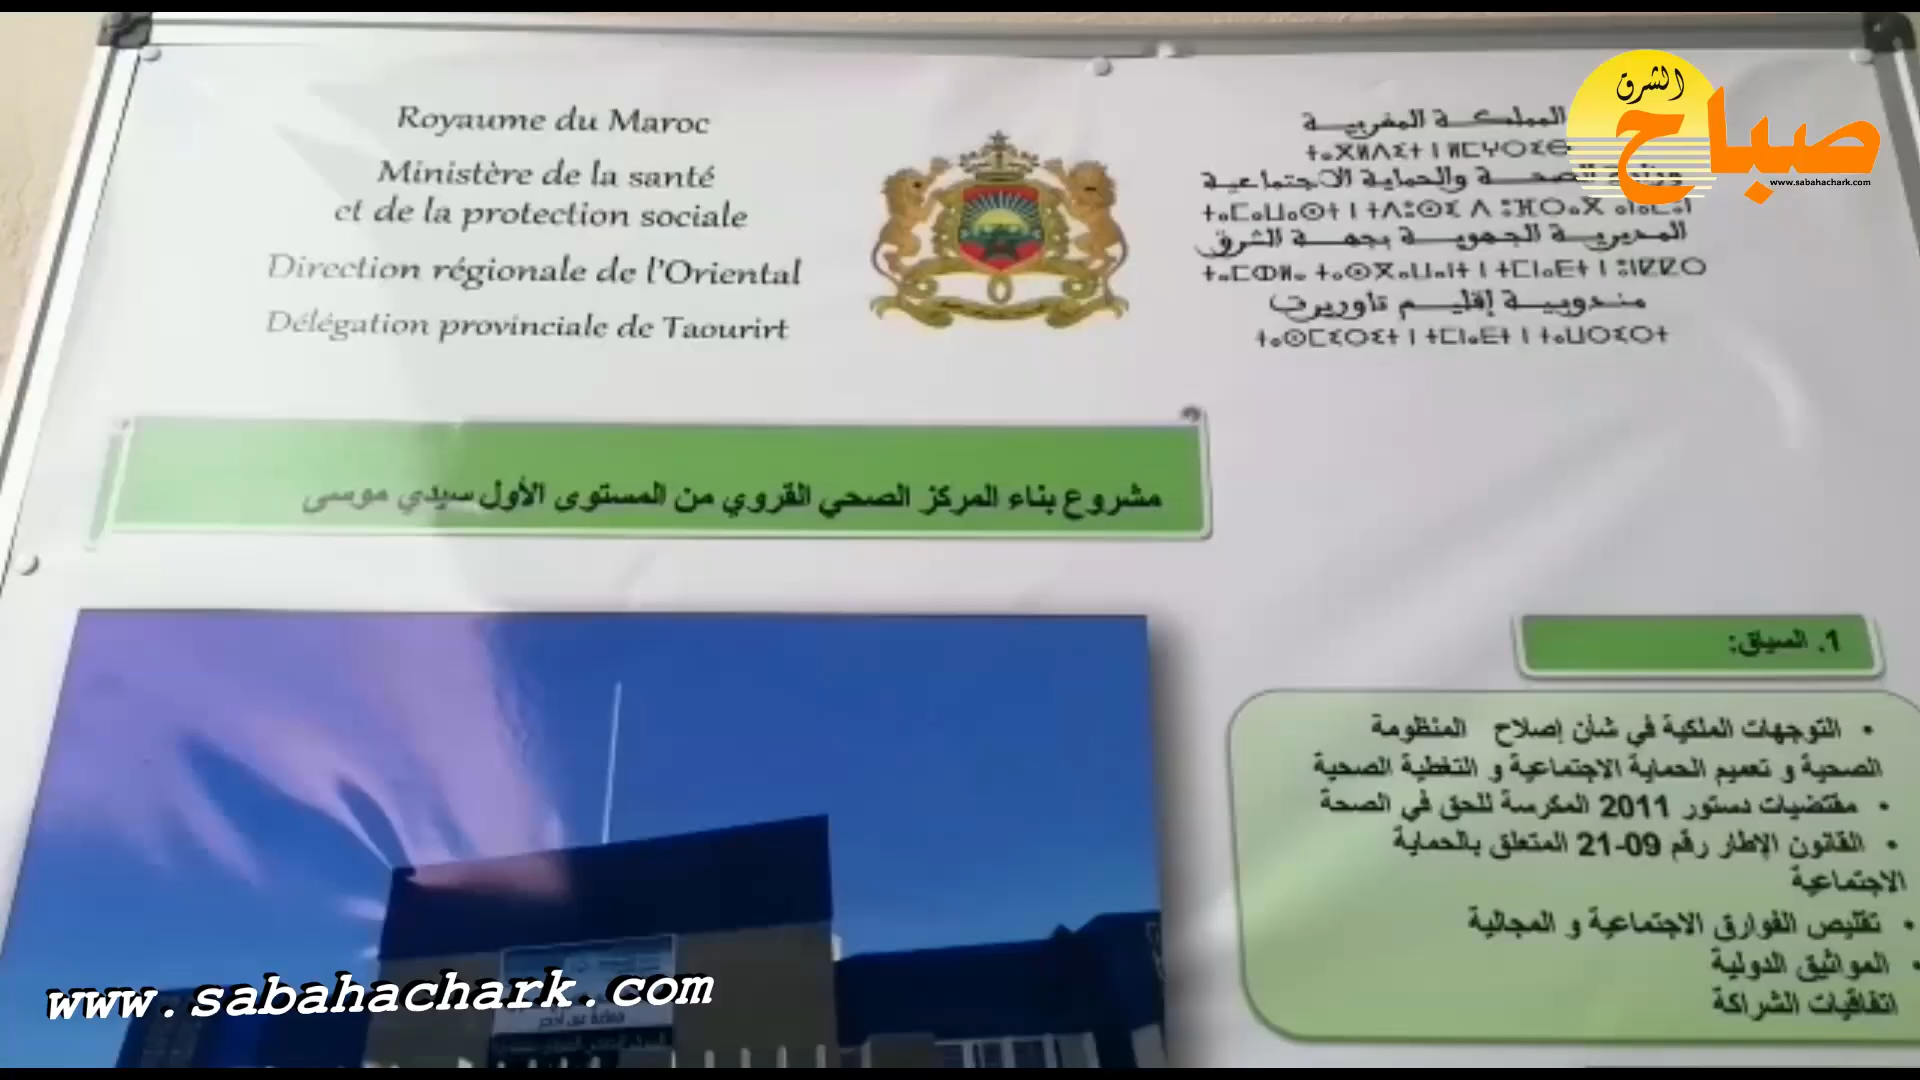 Royaume du Maroc
Ministère de la santé
et de la protection sociale
Direction régionale de l'Oriental
Délégation provinciale de Taourirt
المملكة المغربية
ⵜⴰⴳⵍⴷⵉⵜ ⵏ ⵍⵎⵖⵔⵉⴱ
وزارة الصحة والحماية الاجتماعية
ⵜⴰⵎⴰⵡⴰⵙⵜ ⵏ ⵜⴷⵓⵙⵉ ⴷ
المديرية الجهوية بجهة الشرق
مندوبية إقليم تاوريرت
صباح الشرق
www.sabahachark.com
مشروع بناء المركز الصحي القروي من المستوى الأول سيدي موسى
1. السياق:
• التوجهات الملكية في شأن إصلاح المنظومة
الصحية و تعميم الحماية الاجتماعية و التغطية الصحية
• مقتضيات دستور 2011 المكرسة للحق في الصحة
• القانون الإطار رقم 09-21 المتعلق بالحماية
الاجتماعية
• تقليص الفوارق الاجتماعية و المجالية
• المواثيق الدولية
اتفاقيات الشراكة
www.sabahachark.com